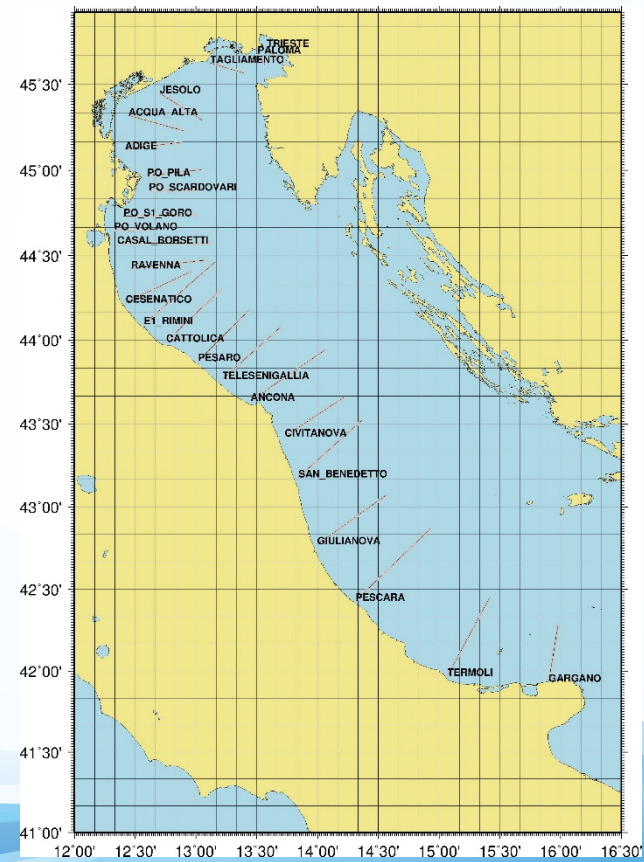 TRIESTE
PALOMA
TAGLIAMENTO
45°30'
JESOLO
ACQUA_ALTA
ADIGE
45°00'
PO_PILA
PO_SCARDOVARI
PO_S1_GORO
PO_VOLANO
CASAL_BORSETTI
44°30'
RAVENNA
CESENATICO
E1_RIMINI
44°00'
CATTOLICA
PESARO
TELESENIGALLIA
ANCONA
43°30'
CIVITANOVA
SAN_BENEDETTO
43°00'
GIULIANOVA
42°30'
PESCARA
42°00'
TERMOLI
GARGANO
41°30'
41°00'
12°00' 12°30' 13°00' 13°30' 14°00' 14°30' 15°00' 15°30' 16°00' 16°30'